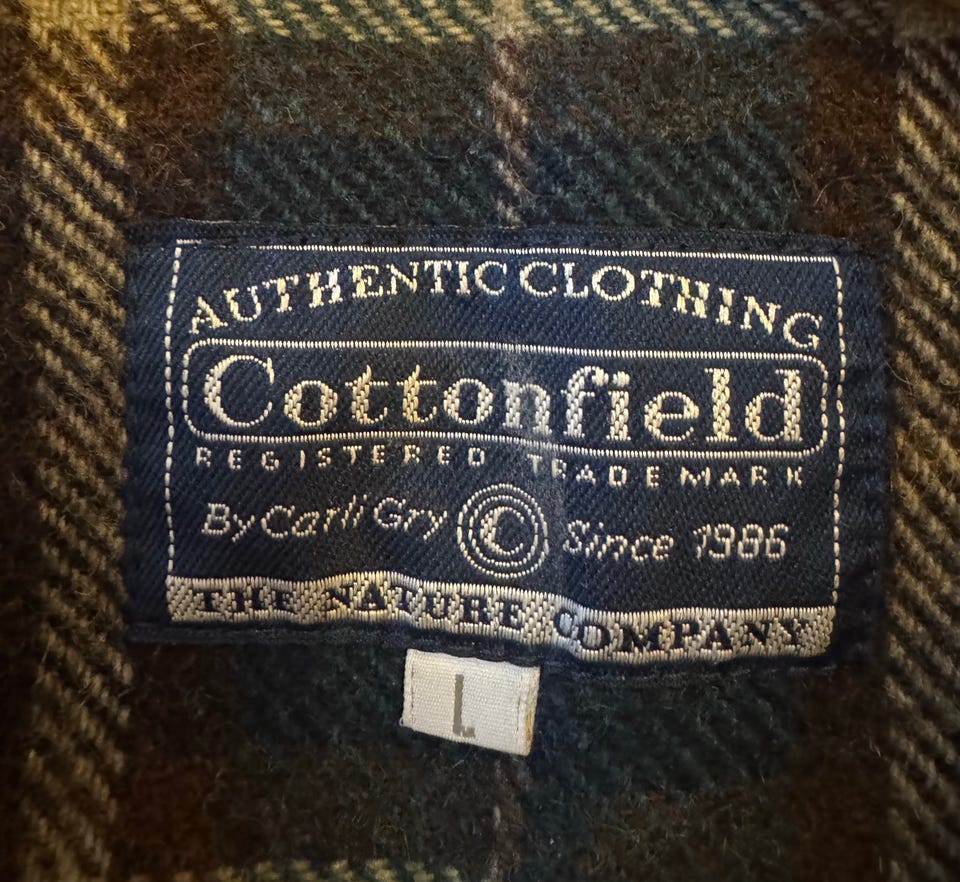 AUTHENTIC CLOTHING
Cottonfield
REGISTERED TRADEMARK
By Carli Gry C Since 1986
THE NATURE COMPANY
L